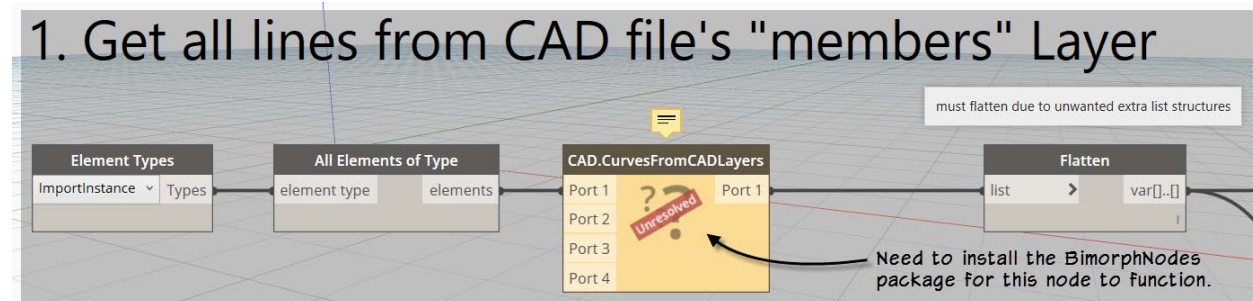 1. Get all lines from CAD file's "members" Layer
must flatten due to unwanted extra list structures
Element Types
ImportInstance Types
All Elements of Type
element type elements
CAD.CurvesFromCADLayers
Port 1 ? ? Port 1
Port 2 Unresolved
Port 3
Port 4
Flatten
list > var[]..[]
l
Need to install the BimorphNodes
package for this node to function.